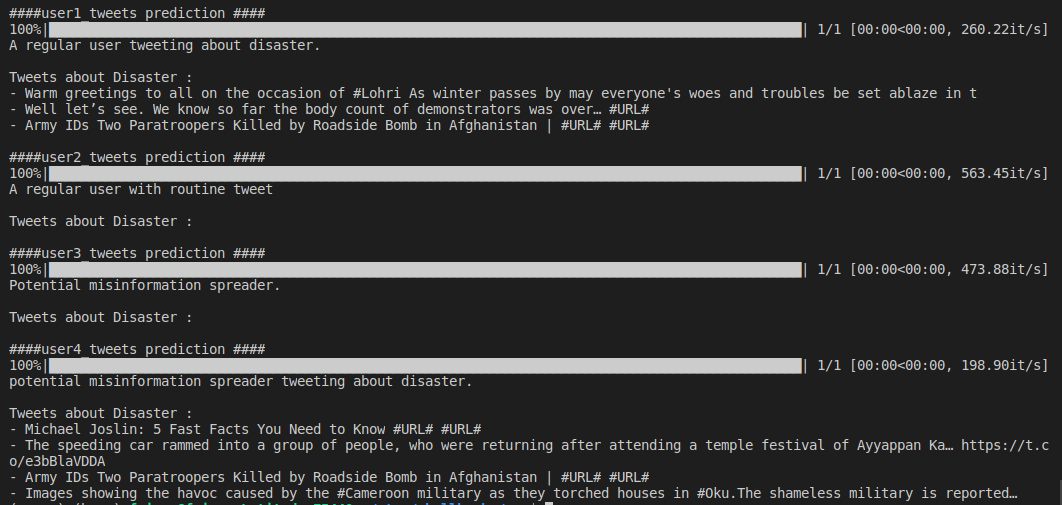 ####user1_tweets prediction ####
100%| | 1/1 [00:00<00:00, 260.22it/s]
A regular user tweeting about disaster.
Tweets about Disaster :
- Warm greetings to all on the occasion of #Lohri As winter passes by may everyone's woes and troubles be set ablaze in t
- Well let’s see. We know so far the body count of demonstrators was over… #URL#
- Army IDs Two Paratroopers Killed by Roadside Bomb in Afghanistan | #URL# #URL#
####user2_tweets prediction ####
100%| | 1/1 [00:00<00:00, 563.45it/s]
A regular user with routine tweet
Tweets about Disaster :
####user3_tweets prediction ####
100%| | 1/1 [00:00<00:00, 473.88it/s]
Potential misinformation spreader.
Tweets about Disaster :
####user4_tweets prediction ####
100%| | 1/1 [00:00<00:00, 198.90it/s]
potential misinformation spreader tweeting about disaster.
Tweets about Disaster :
- Michael Joslin: 5 Fast Facts You Need to Know #URL# #URL#
- The speeding car rammed into a group of people, who were returning after attending a temple festival of Ayyappan Ka… https://t.c
o/e3bBlaVDDA
- Army IDs Two Paratroopers Killed by Roadside Bomb in Afghanistan | #URL# #URL#
- Images showing the havoc caused by the #Cameroon military as they torched houses in #Oku.The shameless military is reported…